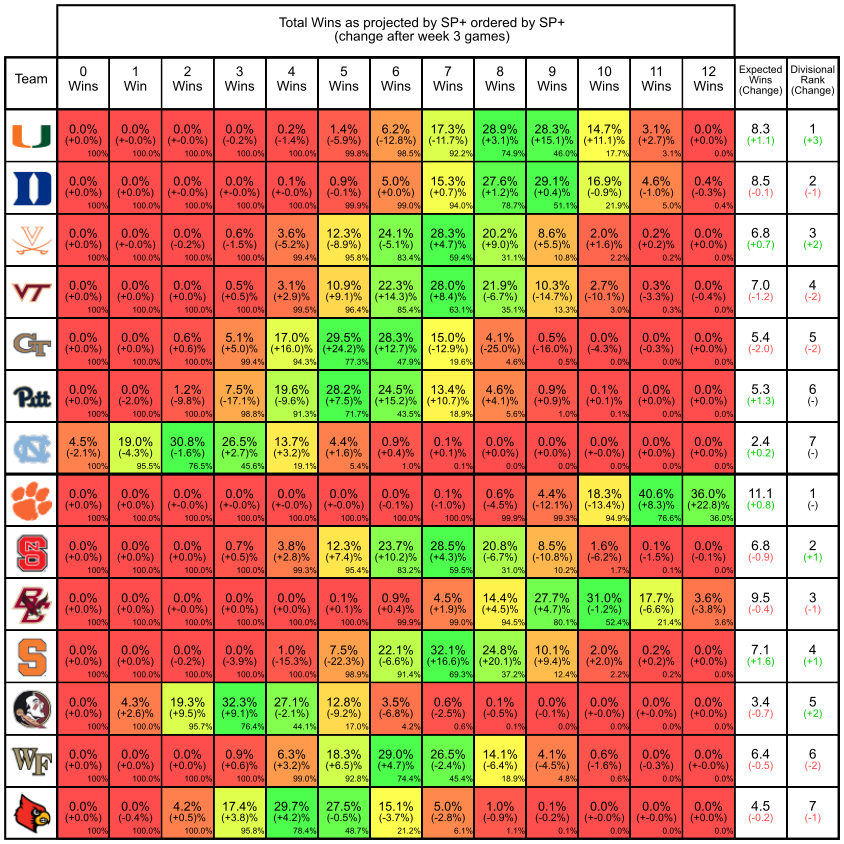 Total Wins as projected by SP+ ordered by SP+
(change after week 3 games)
Team 0 Wins 1 Win 2 Wins 3 Wins 4 Wins 5 Wins 6 Wins 7 Wins 8 Wins 9 Wins 10 Wins 11 Wins 12 Wins Expected Wins (Change) Divisional Rank (Change)
U 0.0% 0.0% 0.0% 0.0% 0.2% 1.4% 6.2% 17.3% 28.9% 28.3% 14.7% 3.1% 0.0% 8.3 1
(+0.0%) (+-0.0%) (+-0.0%) (-0.2%) (-1.4%) (-5.9%) (-12.8%) (-11.7%) (+3.1)% (+15.1)% (+11.1)% (+2.7)% (+0.0)% (+1.1) (+3)
100% 100.0% 100.0% 100.0% 100.0% 99.8% 98.5% 92.2% 74.9% 46.0% 17.7% 3.1%
D 0.0% 0.0% 0.0% 0.0% 0.1% 0.9% 5.0% 15.3% 27.6% 29.1% 16.9% 4.6% 0.4% 8.5 2
(+0.0%) (+0.0%) (+-0.0%) (+-0.0%) (+-0.0%) (-0.1%) (+0.0)% (+0.7)% (+1.2)% (+0.4)% (-0.9%) (-1.0%) (-0.3%) (-0.1) (-1)
100% 100.0% 100.0% 100.0% 100.0% 99.9% 99.0% 94.0% 78.7% 51.1% 21.9% 5.0% 0.4%
V 0.0% 0.0% 0.0% 0.6% 3.6% 12.3% 24.1% 28.3% 20.2% 8.6% 2.0% 0.2% 0.0% 6.8 3
(+0.0%) (+-0.0%) (-0.2%) (-1.5%) (-5.2%) (-8.9%) (-5.1%) (+4.7)% (+9.0)% (+5.5)% (+1.6)% (+0.2)% (+0.0)% (+0.7) (+2)
100% 100.0% 100.0% 100.0% 99.4% 95.8% 83.4% 59.4% 31.1% 10.8% 2.2% 0.2% 0.0%
VT 0.0% 0.0% 0.0% 0.5% 3.1% 10.9% 22.3% 28.0% 21.9% 10.3% 2.7% 0.3% 0.0% 7.0 4
(+0.0%) (+0.0%) (+0.0)% (+0.5)% (+2.9)% (+9.1)% (+14.3)% (+8.4)% (-6.7%) (-14.7%) (-10.1%) (-3.3%) (-0.4%) (-1.2) (-2)
100% 100.0% 100.0% 100.0% 99.5% 96.4% 85.4% 63.1% 35.1% 13.3% 3.0% 0.3% 0.0%
GT 0.0% 0.0% 0.6% 5.1% 17.0% 29.5% 28.3% 15.0% 4.1% 0.5% 0.0% 0.0% 0.0% 5.4 5
(+0.0%) (+0.0)% (+0.6)% (+5.0)% (+16.0)% (+24.2)% (+12.7)% (-12.9%) (-25.0%) (-16.0%) (-4.3%) (-0.3%) (+0.0% (-2.0) (-2)
100% 100.0% 100.0% 99.4% 94.3% 77.3% 47.9% 19.6% 4.6% 0.5% 0.0% 0.0% 0.0%
Pitt 0.0% 0.0% 1.2% 7.5% 19.6% 28.2% 24.5% 13.4% 4.6% 0.9% 0.1% 0.0% 0.0% 5.3 6
(+0.0%) (-2.0%) (-9.8%) (-17.1%) (-9.6%) (+7.5)% (+15.2)% (+10.7)% (+4.1)% (+0.9)% (+0.1)% (+0.0)% (+0.0% (+1.3) (-)
100% 100.0% 100.0% 98.8% 91.3% 71.7% 43.5% 18.9% 5.6% 1.0% 0.1% 0.0% 0.0%
NC 4.5% 19.0% 30.8% 26.5% 13.7% 4.4% 0.9% 0.1% 0.0% 0.0% 0.0% 0.0% 0.0% 2.4 7
(-2.1%) (-4.3%) (-1.6%) (+2.7)% (+3.2)% (+1.6)% (+0.4)% (+0.1)% (+0.0)% (+0.0)% (+0.0)% (+0.0% (+0.0% (+0.2) (-)
100% 95.5% 76.5% 45.6% 19.1% 5.4% 1.0% 0.1% 0.0% 0.0% 0.0% 0.0% 0.0%
0.0% 0.0% 0.0% 0.0% 0.0% 0.0% 0.0% 0.1% 0.6% 4.4% 18.3% 40.6% 36.0% 11.1 1
(+0.0%) (+0.0%) (+0.0%) (+0.0%) (+0.0%) (+0.0%) (-0.1%) (-1.0%) (-4.5%) (-12.1%) (-13.4%) (+8.3)% (+22.8)% (+0.8) (-)
100% 100.0% 100.0% 100.0% 100.0% 100.0% 100.0% 100.0% 99.9% 99.3% 94.9% 76.6% 36.0%
NCS 0.0% 0.0% 0.0% 0.7% 3.8% 12.3% 23.7% 28.5% 20.8% 8.5% 1.6% 0.1% 0.0% 6.8 2
(+0.0%) (+0.0)% (+0.0)% (+0.5)% (+2.8)% (+7.4)% (+10.2)% (+4.3)% (-6.7%) (-10.8%) (-6.2%) (-1.5%) (-0.1%) (-0.9) (+1)
100% 100.0% 100.0% 100.0% 99.3% 95.4% 83.2% 59.5% 31.0% 10.2% 1.7% 0.1% 0.0%
BC 0.0% 0.0% 0.0% 0.0% 0.0% 0.1% 0.9% 4.5% 14.4% 27.7% 31.0% 17.7% 3.6% 9.5 3
(+0.0%) (+0.0%) (+-0.0%) (+0.0)% (+0.0)% (+0.1)% (+0.4)% (+1.9)% (+4.5)% (+4.7)% (-1.2%) (-6.6%) (-3.8%) (-0.4) (-1)
100% 100.0% 100.0% 100.0% 100.0% 100.0% 99.9% 99.0% 94.5% 80.1% 52.4% 21.4% 3.6%
S 0.0% 0.0% 0.0% 0.0% 1.0% 7.5% 22.1% 32.1% 24.8% 10.1% 2.0% 0.2% 0.0% 7.1 4
(+0.0%) (+0.0%) (-0.2%) (-3.9%) (-15.3%) (-22.3%) (-6.6%) (+16.6)% (+20.1)% (+9.4)% (+2.0)% (+0.2)% (+0.0)% (+1.6) (+1)
100% 100.0% 100.0% 100.0% 100.0% 98.9% 91.4% 69.3% 37.2% 12.4% 2.2% 0.2% 0.0%
0.0% 4.3% 19.3% 32.3% 27.1% 12.8% 3.5% 0.6% 0.1% 0.0% 0.0% 0.0% 0.0% 3.4 5
(+0.0%) (+2.6)% (+9.5)% (+9.1)% (-2.1%) (-9.2%) (-6.8%) (-2.5%) (-0.5%) (-0.1%) (+-0.0%) (+-0.0%) (+0.0% (-0.7) (+2)
100% 100.0% 95.7% 76.4% 44.1% 17.0% 4.2% 0.6% 0.1% 0.0% 0.0% 0.0% 0.0%
WF 0.0% 0.0% 0.0% 0.9% 6.3% 18.3% 29.0% 26.5% 14.1% 4.1% 0.6% 0.0% 0.0% 6.4 6
(+0.0%) (+0.0%) (+0.0)% (+0.6)% (+3.2)% (+6.5)% (+4.7)% (-2.4%) (-6.4%) (-4.5%) (-1.6%) (-0.3%) (+-0.0%) (-0.5) (-2)
100% 100.0% 100.0% 100.0% 99.0% 92.8% 74.4% 45.4% 18.9% 4.8% 0.6% 0.0% 0.0%
0.0% 0.0% 4.2% 17.4% 29.7% 27.5% 15.1% 5.0% 1.0% 0.1% 0.0% 0.0% 0.0% 4.5 7
(+0.0%) (-0.4%) (+0.5)% (+3.8)% (+4.2)% (-0.5%) (-3.7%) (-2.8%) (-0.9%) (-0.2%) (+-0.0%) (+-0.0%) (+0.0% (-0.2) (-1)
100% 100.0% 100.0% 95.8% 78.4% 48.7% 21.2% 6.1% 1.1% 0.1% 0.0% 0.0% 0.0%